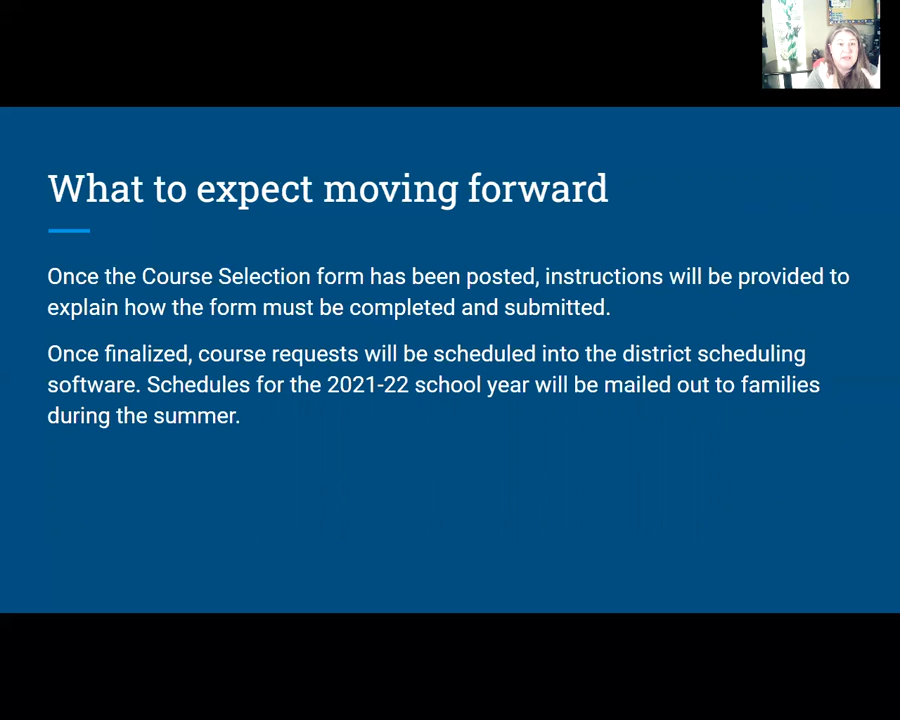 What to expect moving forward
Once the Course Selection form has been posted, instructions will be provided to
explain how the form must be completed and submitted.
Once finalized, course requests will be scheduled into the district scheduling
software. Schedules for the 2021-22 school year will be mailed out to families
during the summer.